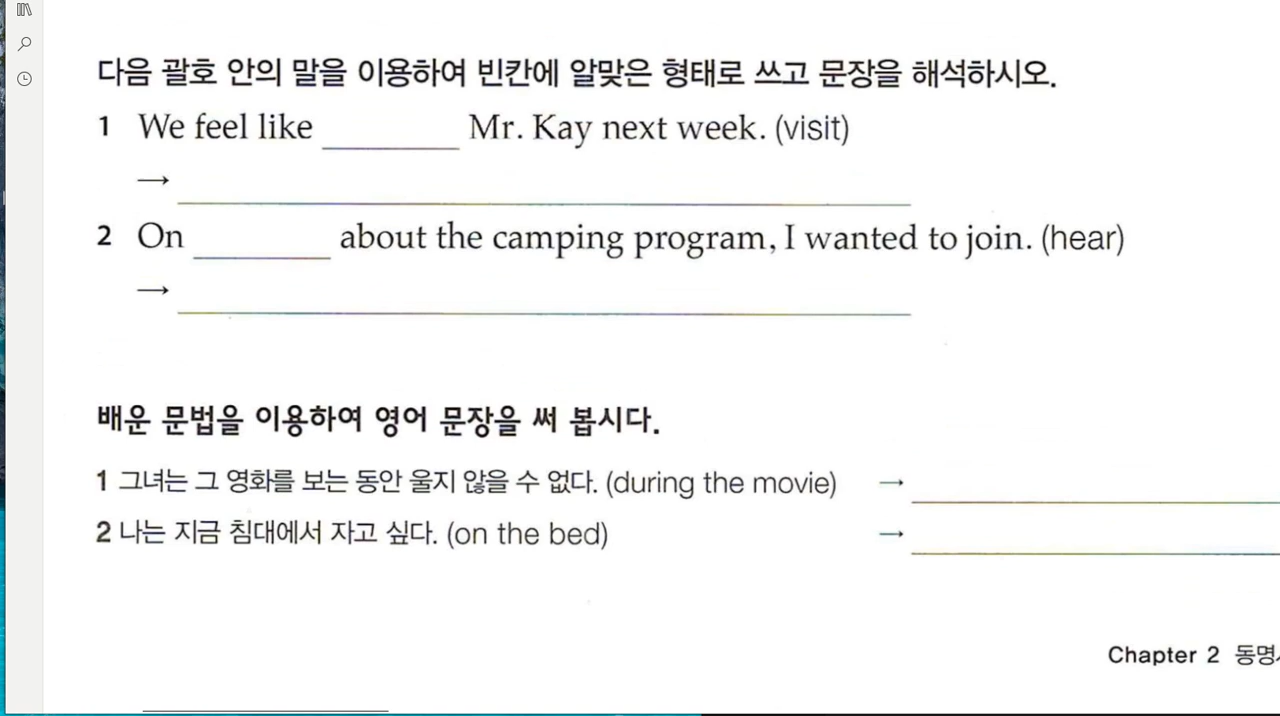 다음 괄호 안의 말을 이용하여 빈칸에 알맞은 형태로 쓰고 문장을 해석하시오.
1 We feel like ________ Mr. Kay next week. (visit)
→
2 On ________ about the camping program, I wanted to join. (hear)
→
배운 문법을 이용하여 영어 문장을 써 봅시다.
1 그녀는 그 영화를 보는 동안 울지 않을 수 없다. (during the movie) →
2 나는 지금 침대에서 자고 싶다. (on the bed) →
Chapter 2 동명